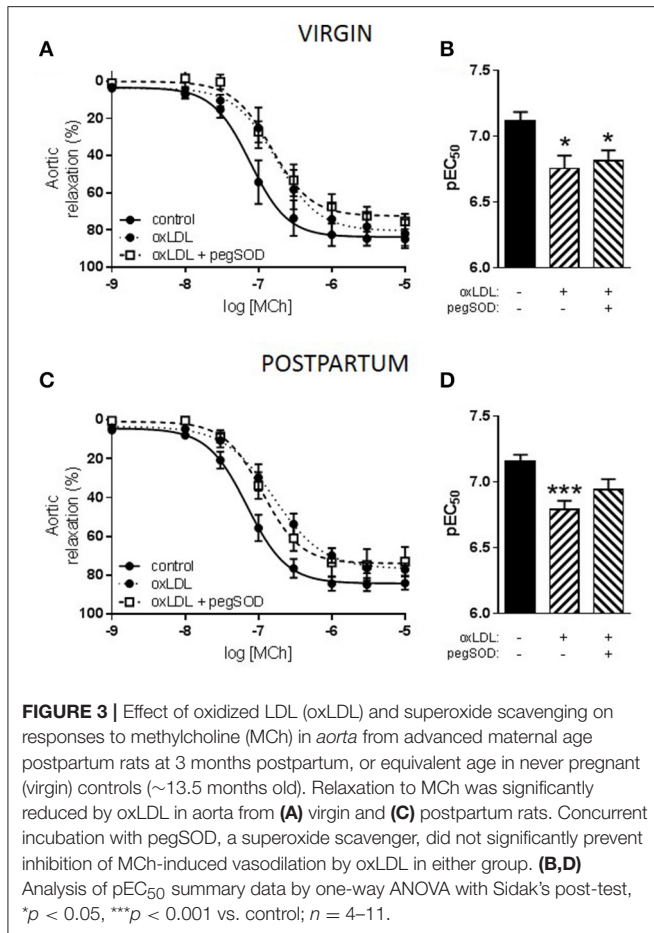 VIRGIN
A
0
20
40
60
80
100
Aortic
relaxation (%)
control
oxLDL
oxLDL + pegSOD
-9
-8
-7
-6
-5
log [MCh]
B
7.5
7.0
6.5
6.0
pEC50
*
*
oxLDL: - + +
pegSOD: - - +
POSTPARTUM
C
0
20
40
60
80
100
Aortic
relaxation (%)
control
oxLDL
oxLDL + pegSOD
-9
-8
-7
-6
-5
log [MCh]
D
7.5
7.0
6.5
6.0
pEC50
***
oxLDL: - + +
pegSOD: - - +
FIGURE 3 | Effect of oxidized LDL (oxLDL) and superoxide scavenging on
responses to methylcholine (MCh) in aorta from advanced maternal age
postpartum rats at 3 months postpartum, or equivalent age in never pregnant
(virgin) controls (~13.5 months old). Relaxation to MCh was significantly
reduced by oxLDL in aorta from (A) virgin and (C) postpartum rats. Concurrent
incubation with pegSOD, a superoxide scavenger, did not significantly prevent
inhibition of MCh-induced vasodilation by oxLDL in either group. (B,D)
Analysis of pEC50 summary data by one-way ANOVA with Sidak's post-test,
*p < 0.05, ***p < 0.001 vs. control; n = 4–11.